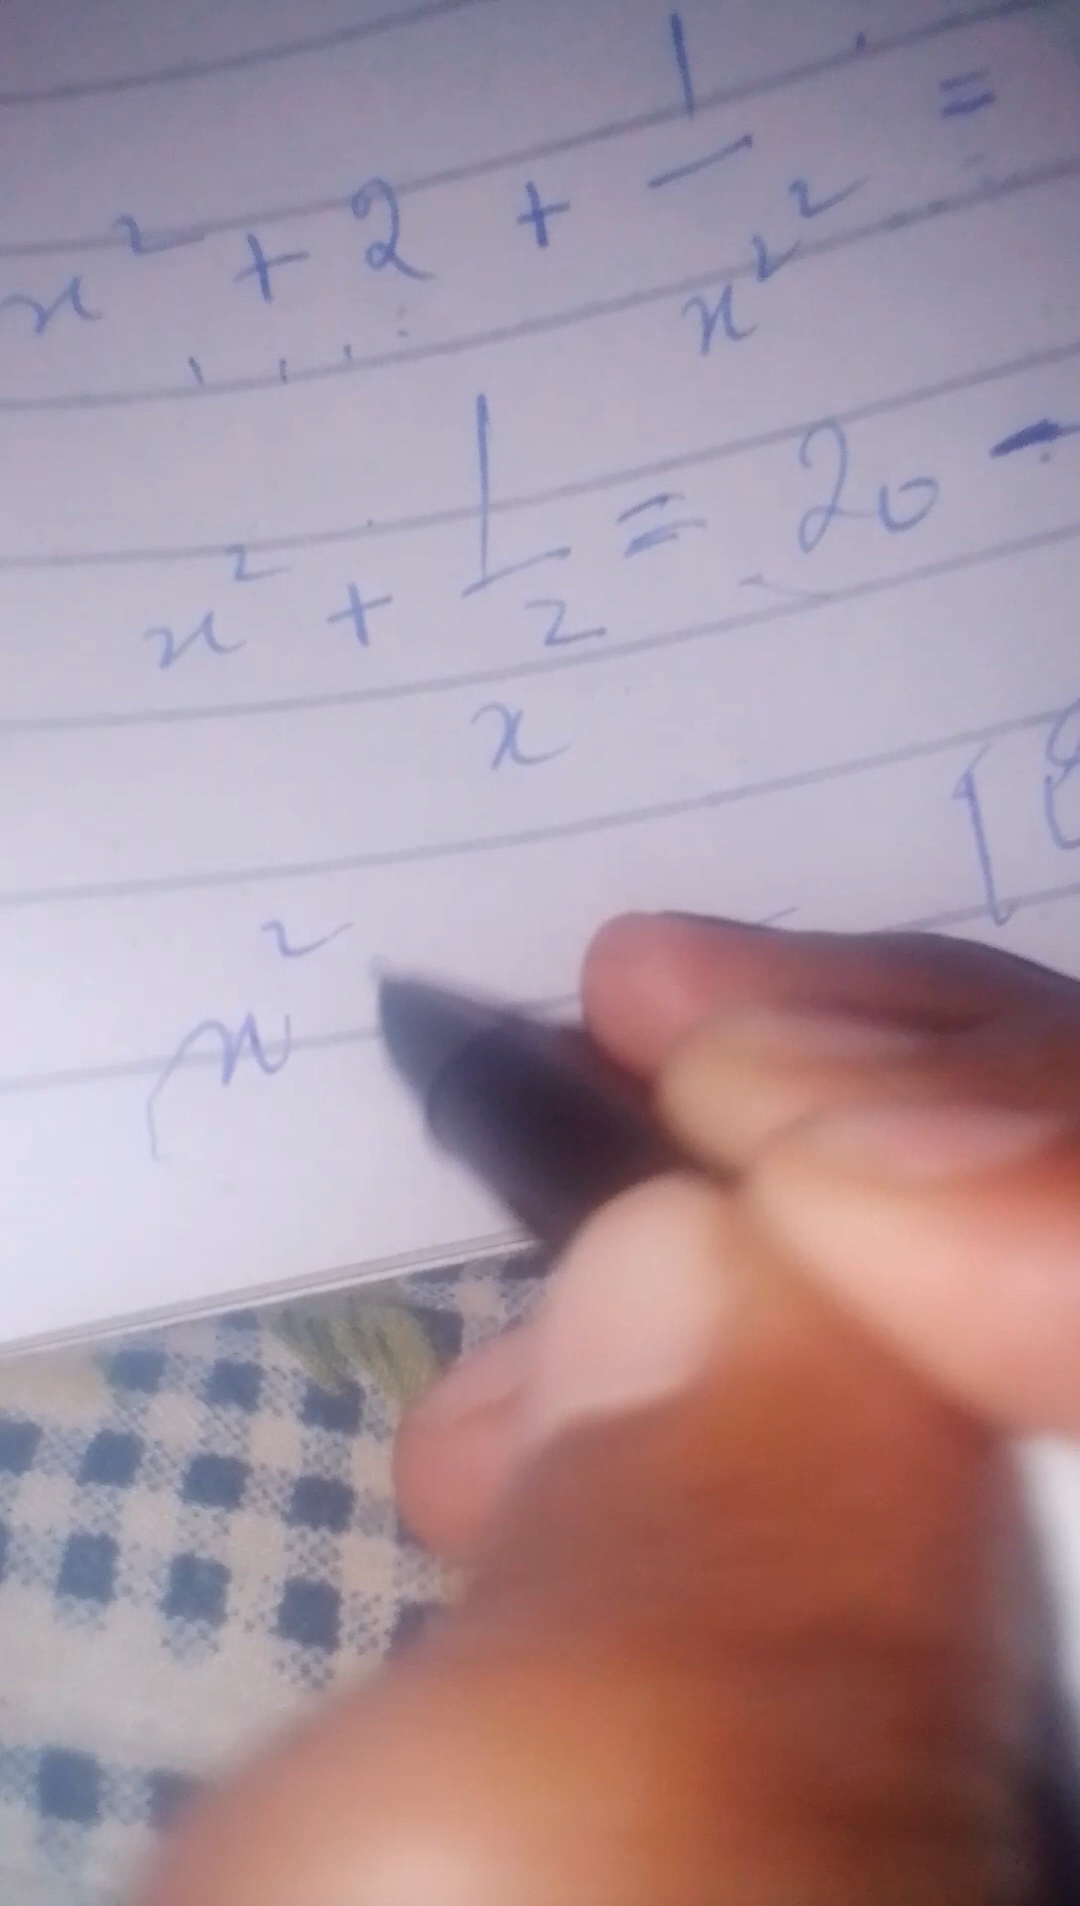 x² + 2 + 1/x² =
x² + 1/x² = 20 -
x²